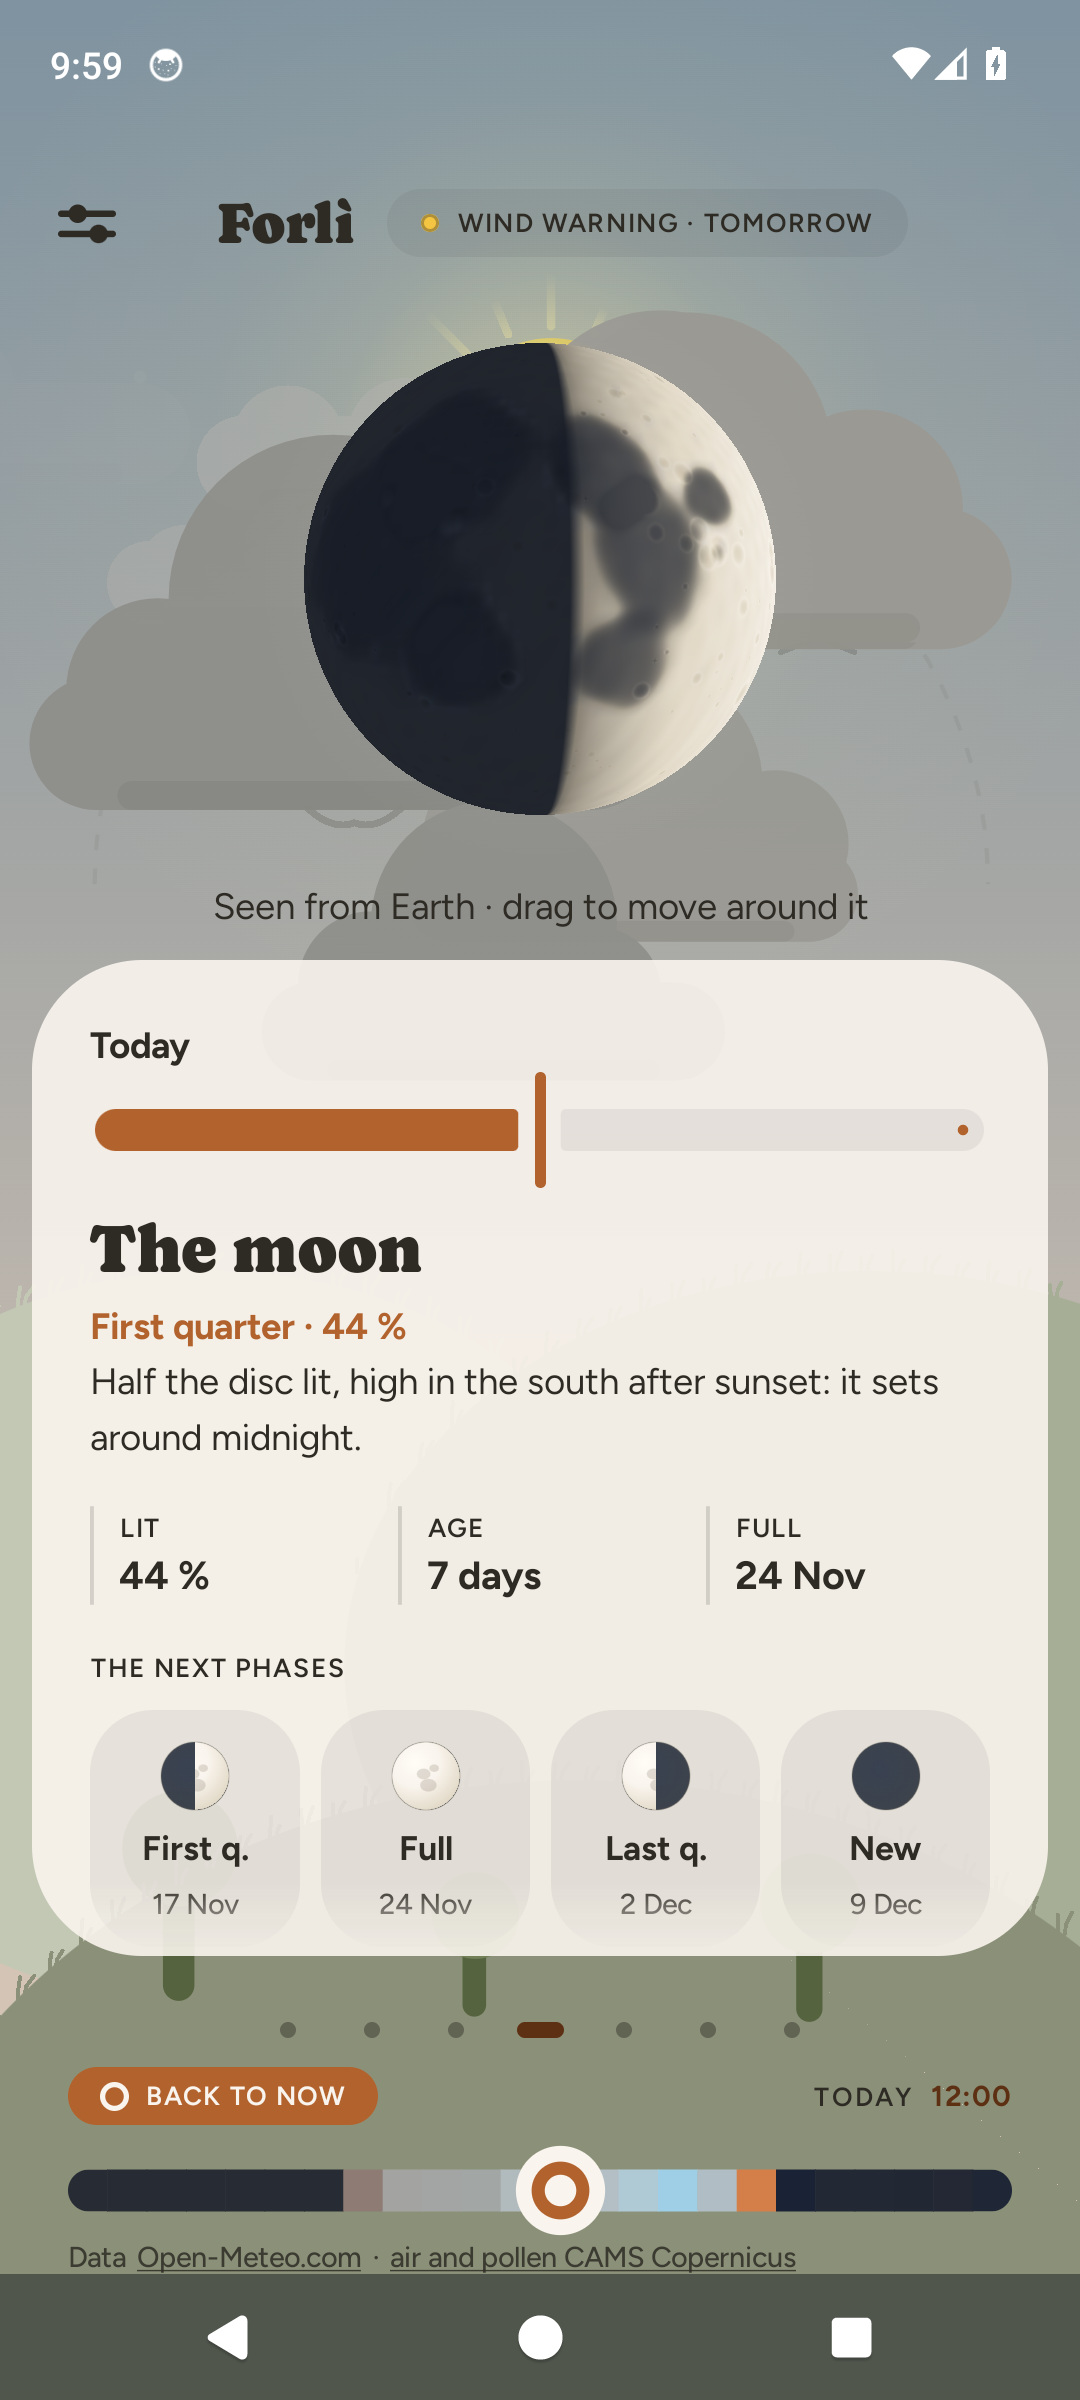 9:59
Forlì
WIND WARNING · TOMORROW
Seen from Earth · drag to move around it
Today
The moon
First quarter · 44 %
Half the disc lit, high in the south after sunset: it sets
around midnight.
LIT AGE FULL
44 % 7 days 24 Nov
THE NEXT PHASES
First q. Full Last q. New
17 Nov 24 Nov 2 Dec 9 Dec
BACK TO NOW TODAY 12:00
Data Open-Meteo.com · air and pollen CAMS Copernicus